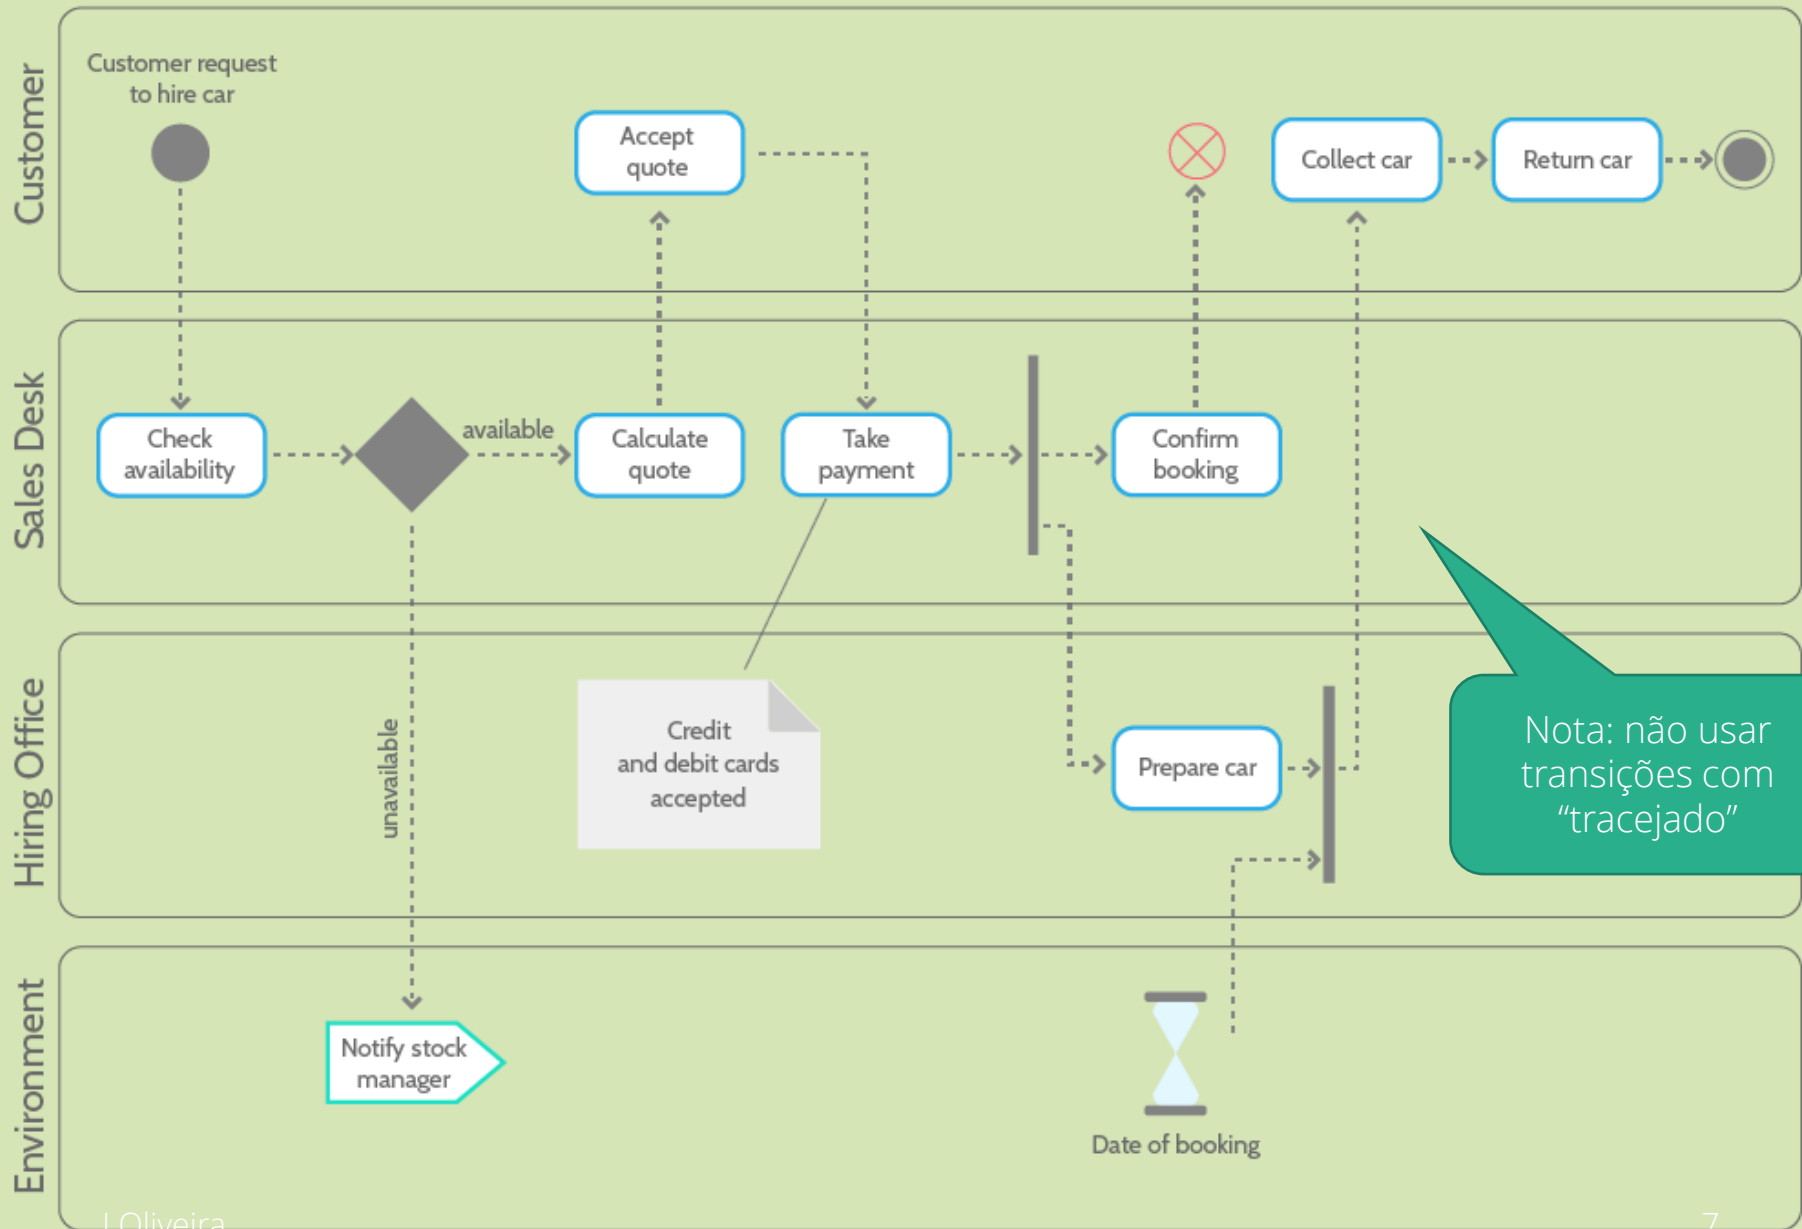 Customer
Customer request
to hire car
Accept
quote
Collect car
Return car
Sales Desk
Check
availability
available
Calculate
quote
Take
payment
Confirm
booking
Hiring Office
unavailable
Credit
and debit cards
accepted
Prepare car
Nota: não usar
transições com
“tracejado”
Environment
Notify stock
manager
Date of booking
I Oliveira
7